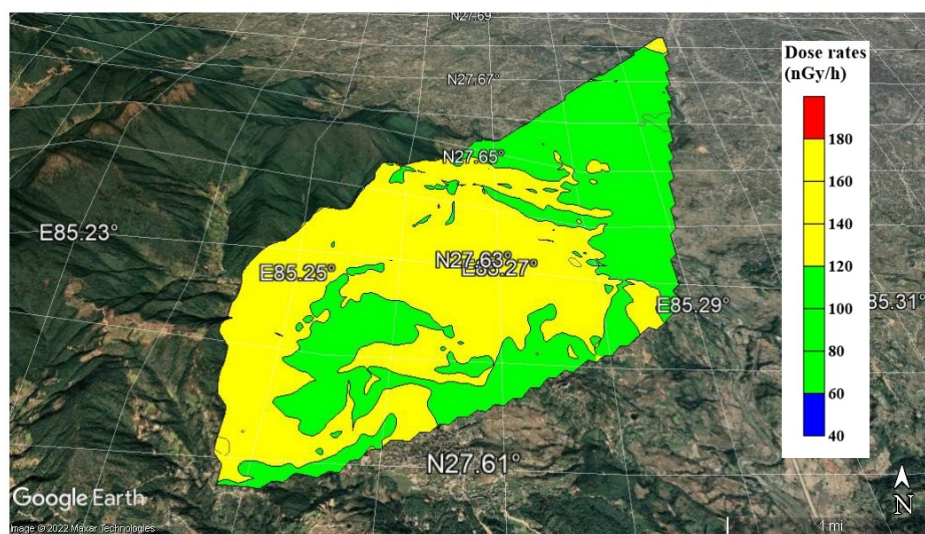 N27.69
Dose rates
(nGy/h)
N27.67°
180
N27.65°
160
E85.23°
140
N27.63°
E85.27°
E85.25°
120
E85.29°
85.31°
100
80
60
40
N27.61°
Google Earth
N
Image © 2022 Maxar Technologies
1 mi